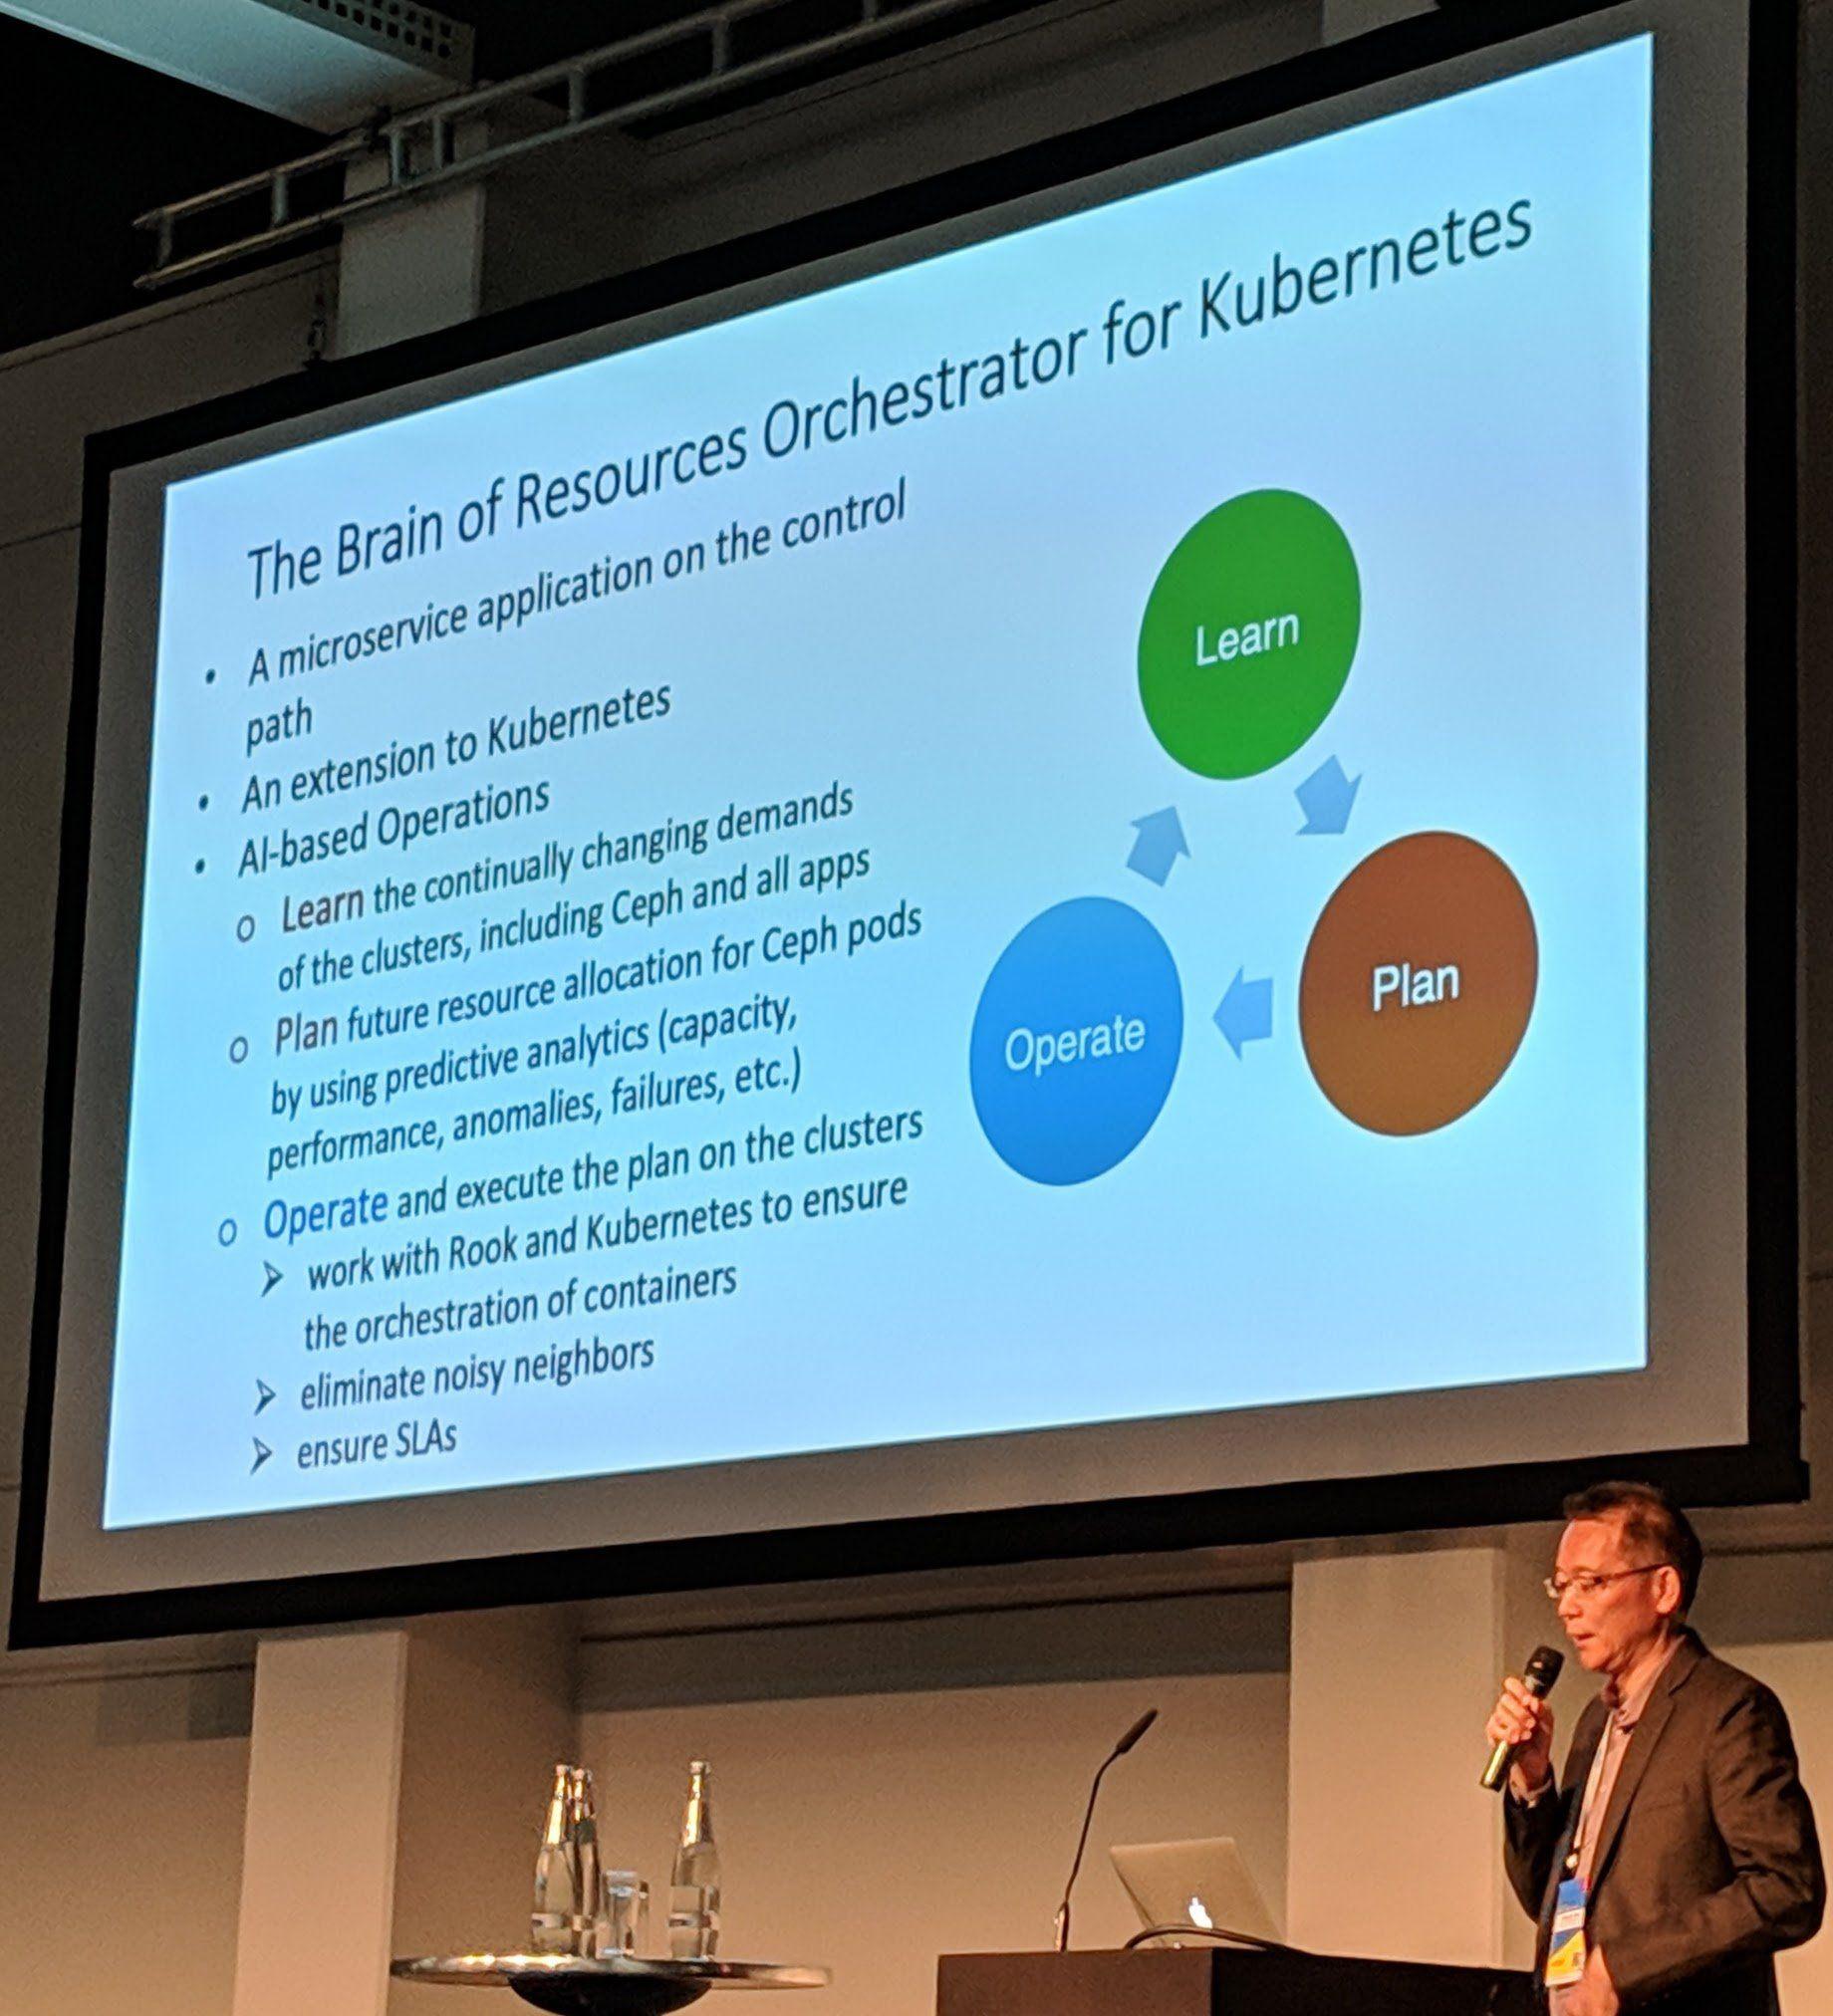 The Brain of Resources Orchestrator for Kubernetes
• A microservice application on the control
path
• An extension to Kubernetes
• AI-based Operations
o Learn the continually changing demands
of the clusters, including Ceph and all apps
o Plan future resource allocation for Ceph pods
by using predictive analytics (capacity,
performance, anomalies, failures, etc.)
o Operate and execute the plan on the clusters
➢ work with Rook and Kubernetes to ensure
the orchestration of containers
➢ eliminate noisy neighbors
➢ ensure SLAs
Learn
Plan
Operate